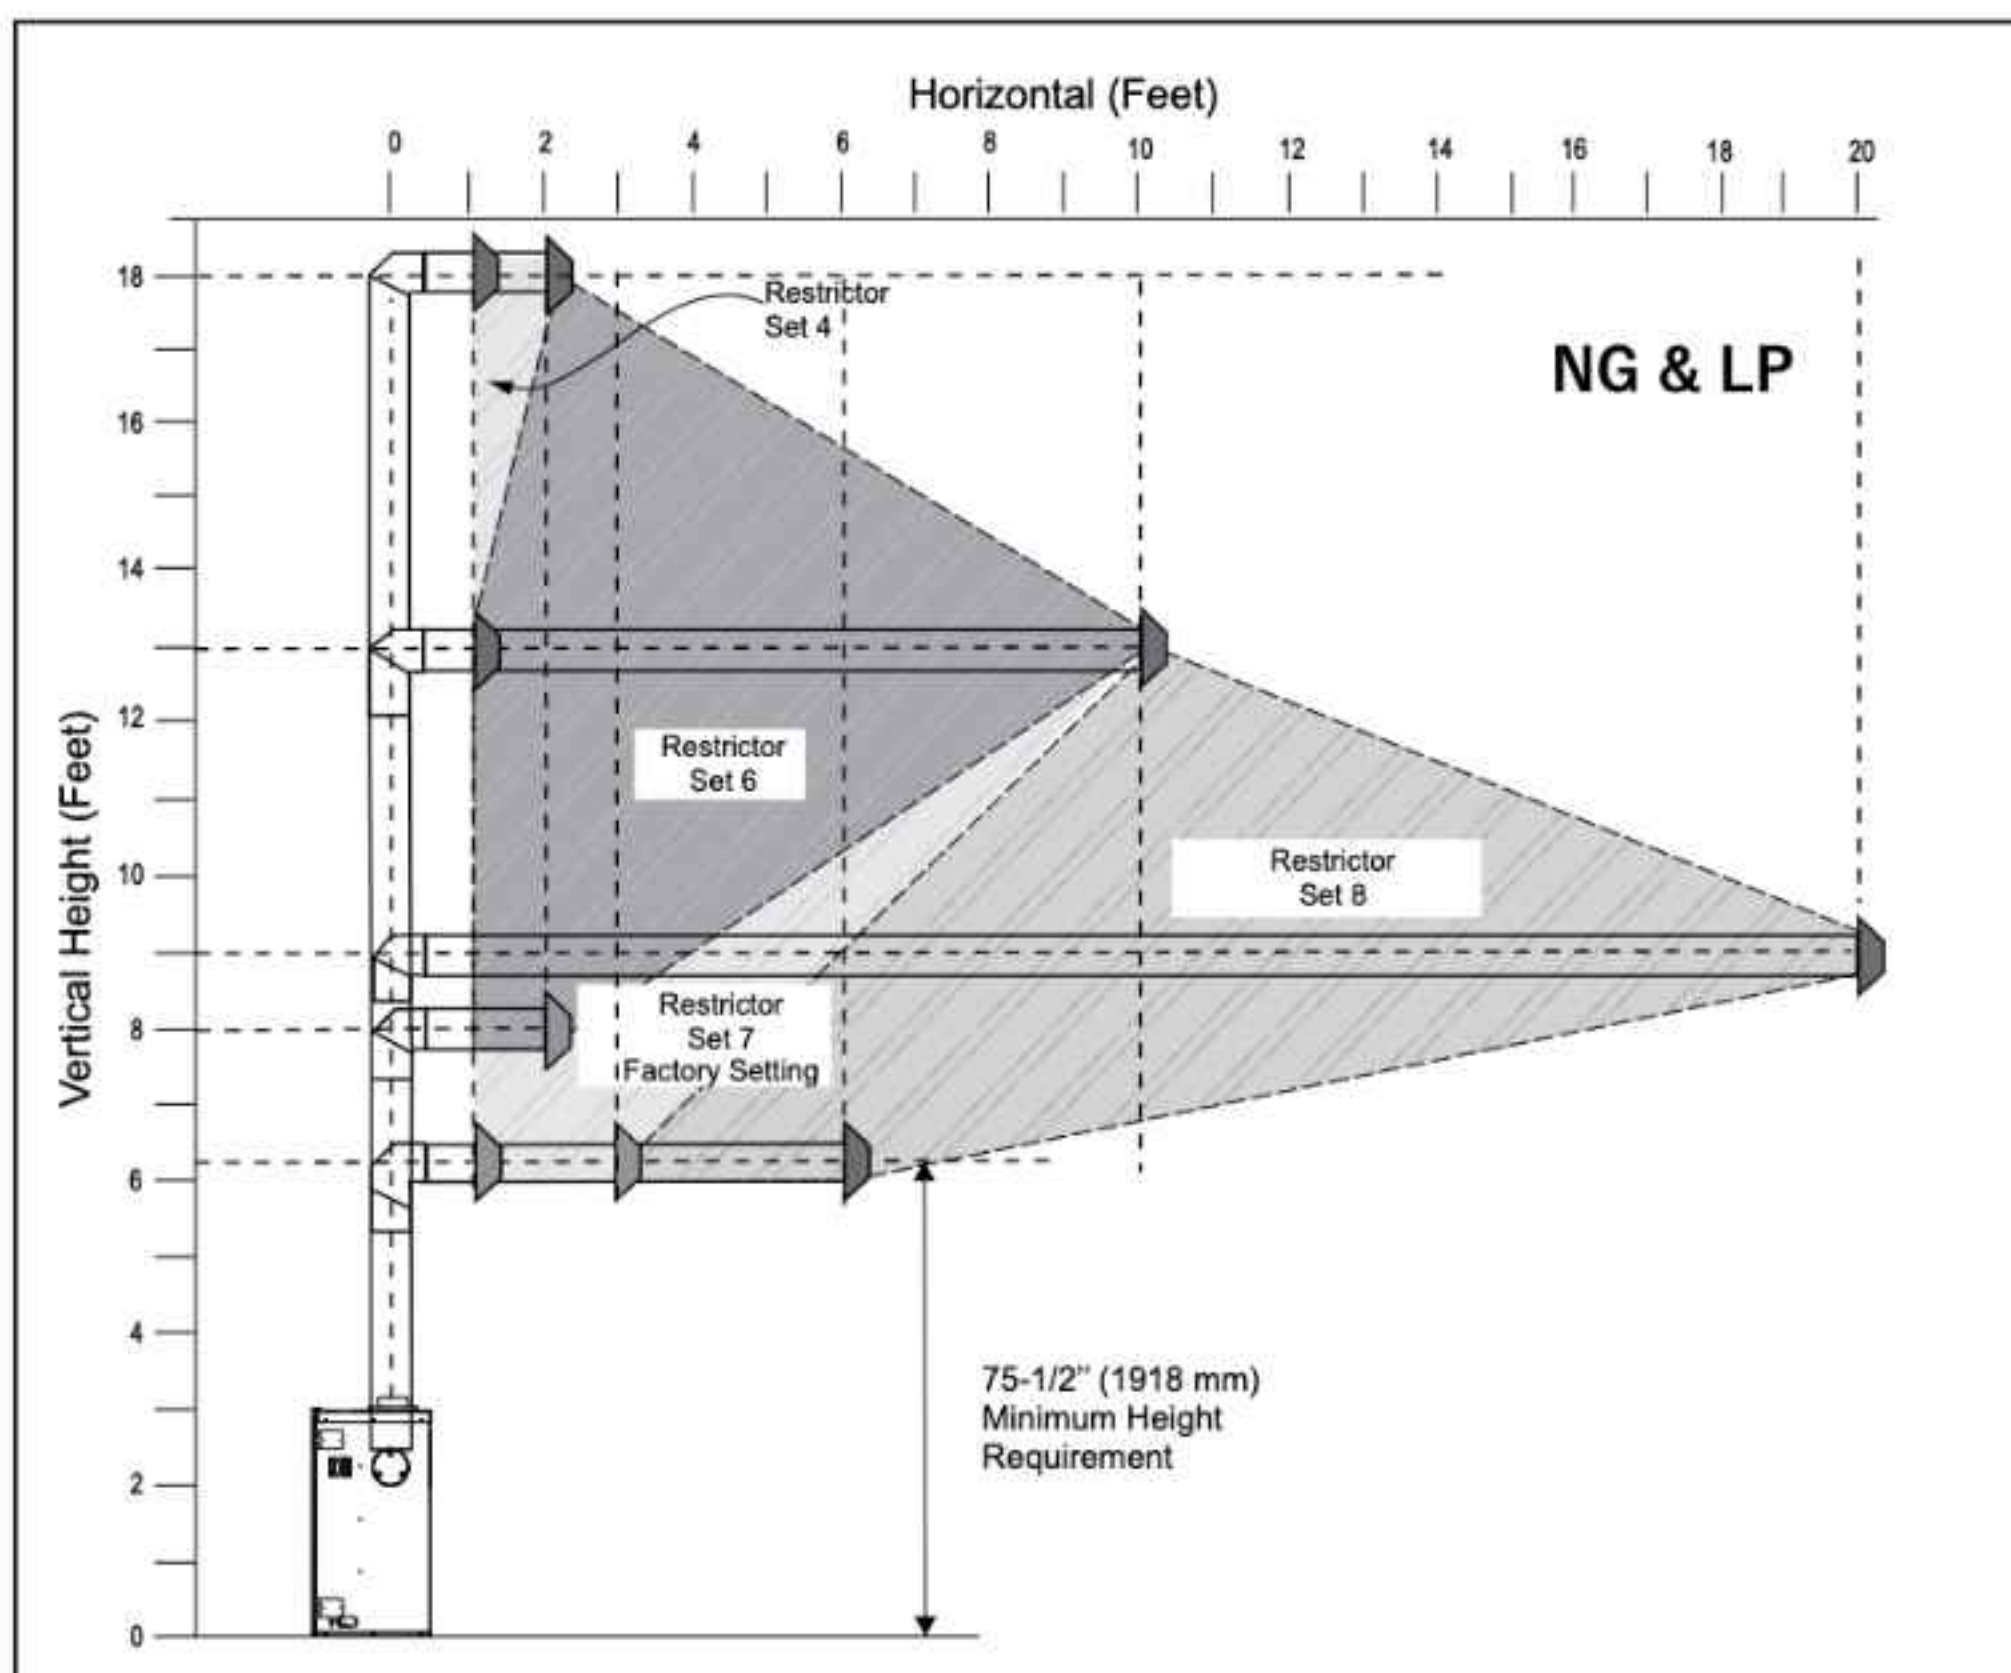 Horizontal (Feet)
0 2 4 6 8 10 12 14 16 18 20
18
Restrictor
Set 4
NG & LP
16
14
12
Restrictor
Set 6
Vertical Height (Feet)
10
Restrictor
Set 8
8
Restrictor
Set 7
Factory Setting
6
4
75-1/2” (1918 mm)
Minimum Height
Requirement
2
0